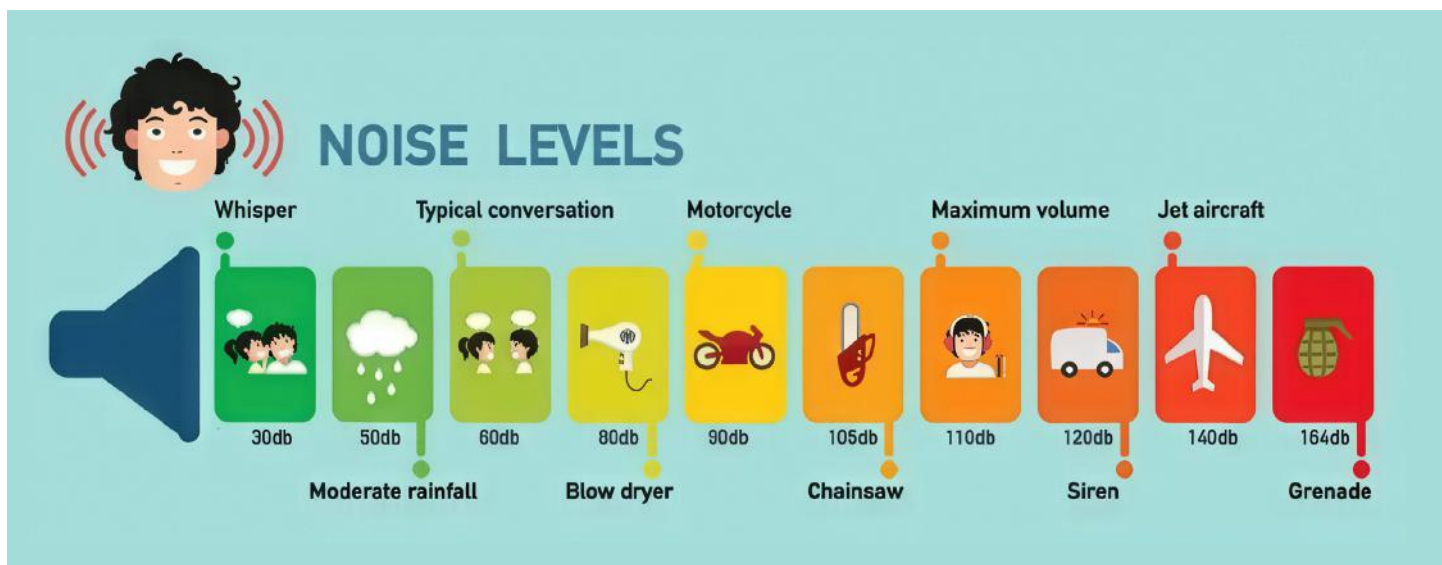 NOISE LEVELS
Whisper
Typical conversation
Motorcycle
Maximum volume
Jet aircraft
30db
50db
60db
80db
90db
105db
110db
120db
140db
164db
Moderate rainfall
Blow dryer
Chainsaw
Siren
Grenade